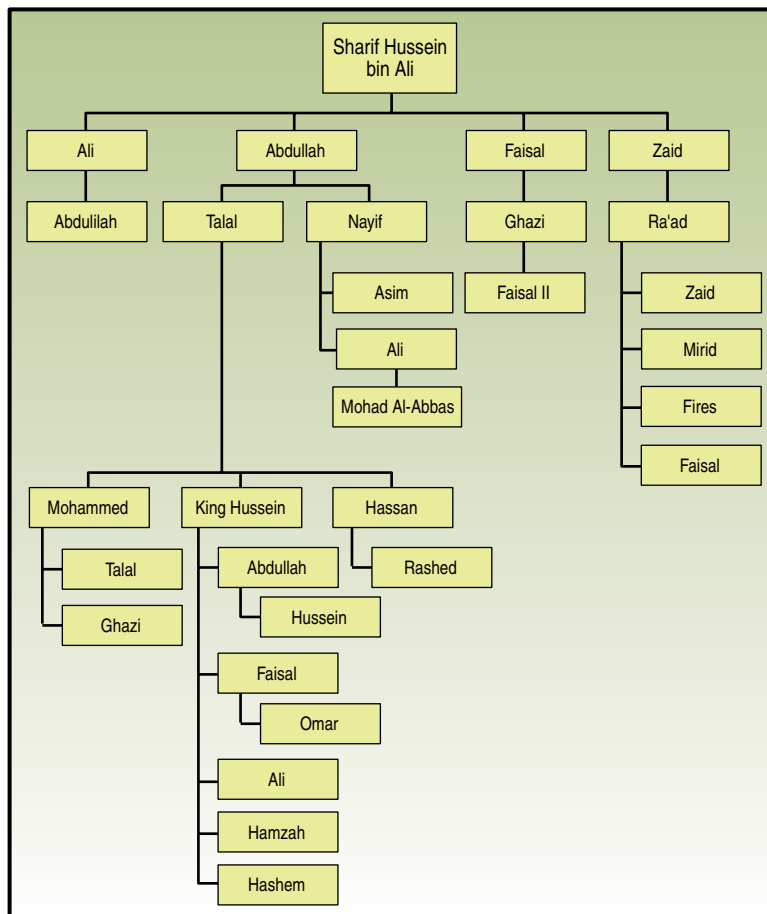 Sharif Hussein
bin Ali
Ali
Abdullah
Faisal
Zaid
Abdulilah
Talal
Nayif
Ghazi
Ra'ad
Asim
Faisal II
Zaid
Ali
Mirid
Mohad Al-Abbas
Fires
Faisal
Mohammed
King Hussein
Hassan
Talal
Abdullah
Rashed
Ghazi
Hussein
Faisal
Omar
Ali
Hamzah
Hashem